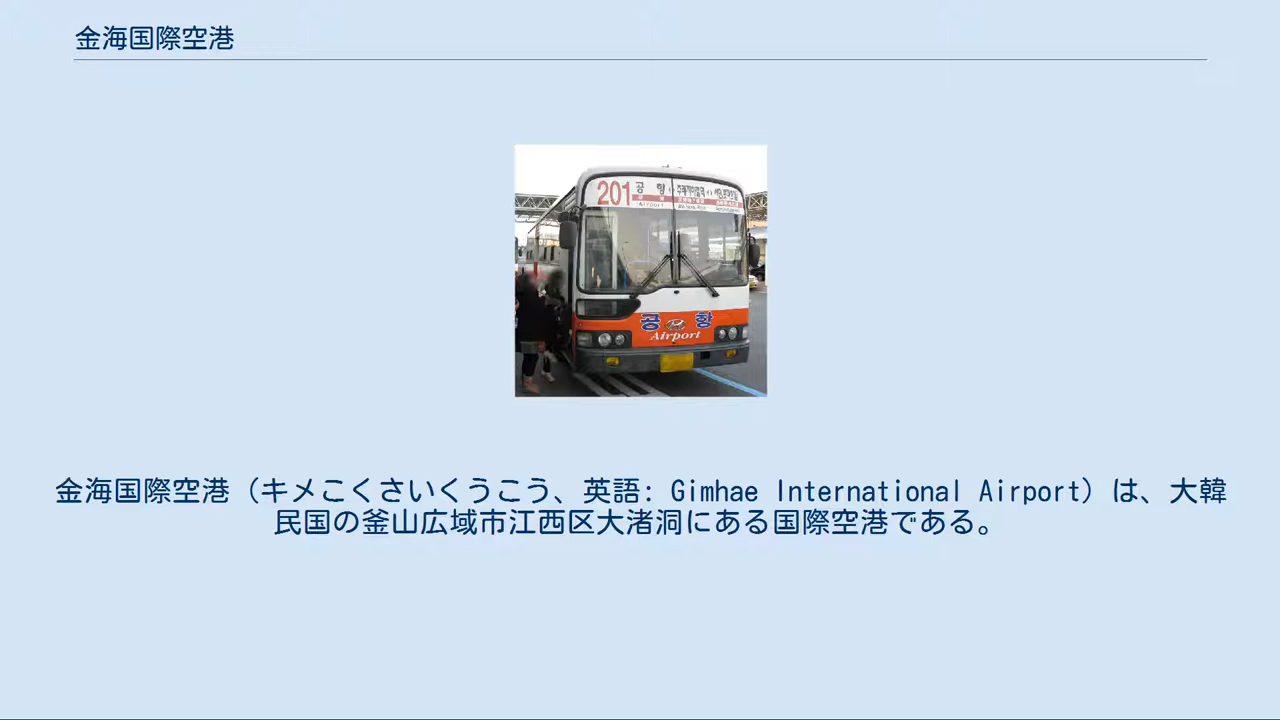 金海国際空港
201 공항
Airport
공항
Airport
金海国際空港（キメこくさいくうこう、英語: Gimhae International Airport）は、大韓
民国の釜山広域市江西区大渚洞にある国際空港である。